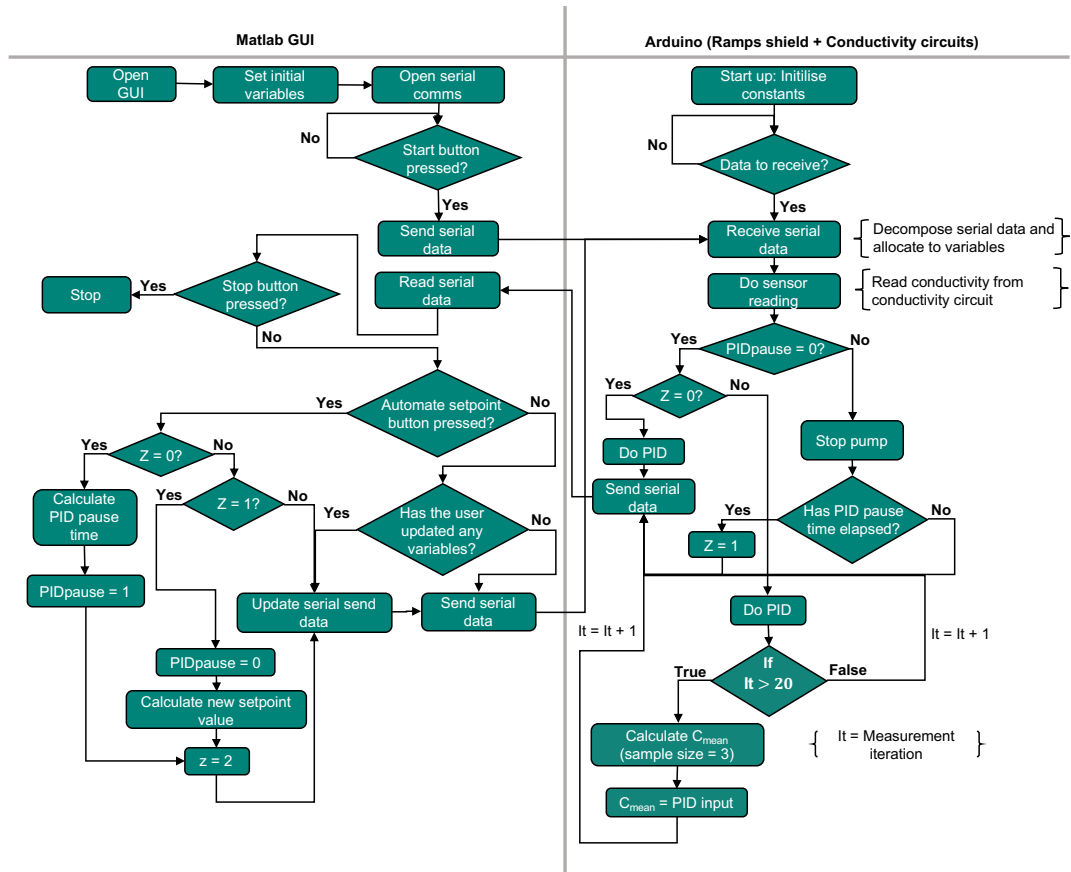 Matlab GUI
Arduino (Ramps shield + Conductivity circuits)
Open
GUI
Set initial
variables
Open serial
comms
No
Start button
pressed?
Yes
Send serial
data
Read serial
data
Stop button
pressed?
Yes
Stop
No
Automate setpoint
button pressed?
Yes
No
Z = 0?
Yes
No
Calculate
PID pause
time
PIDpause = 1
Z = 1?
Yes
No
Has the user
updated any
variables?
Yes
No
Update serial send
data
Send serial
data
PIDpause = 0
Calculate new setpoint
value
z = 2
Start up: Initilise
constants
No
Data to receive?
Yes
Receive serial
data
Decompose serial data and
allocate to variables
Do sensor
reading
Read conductivity from
conductivity circuit
PIDpause = 0?
Yes
No
Z = 0?
Yes
No
Do PID
Send serial
data
Stop pump
Has PID pause
time elapsed?
Yes
No
Z = 1
Do PID
It = It + 1
It = It + 1
If
It > 20
True
False
Calculate Cmean
(sample size = 3)
It = Measurement
iteration
Cmean = PID input